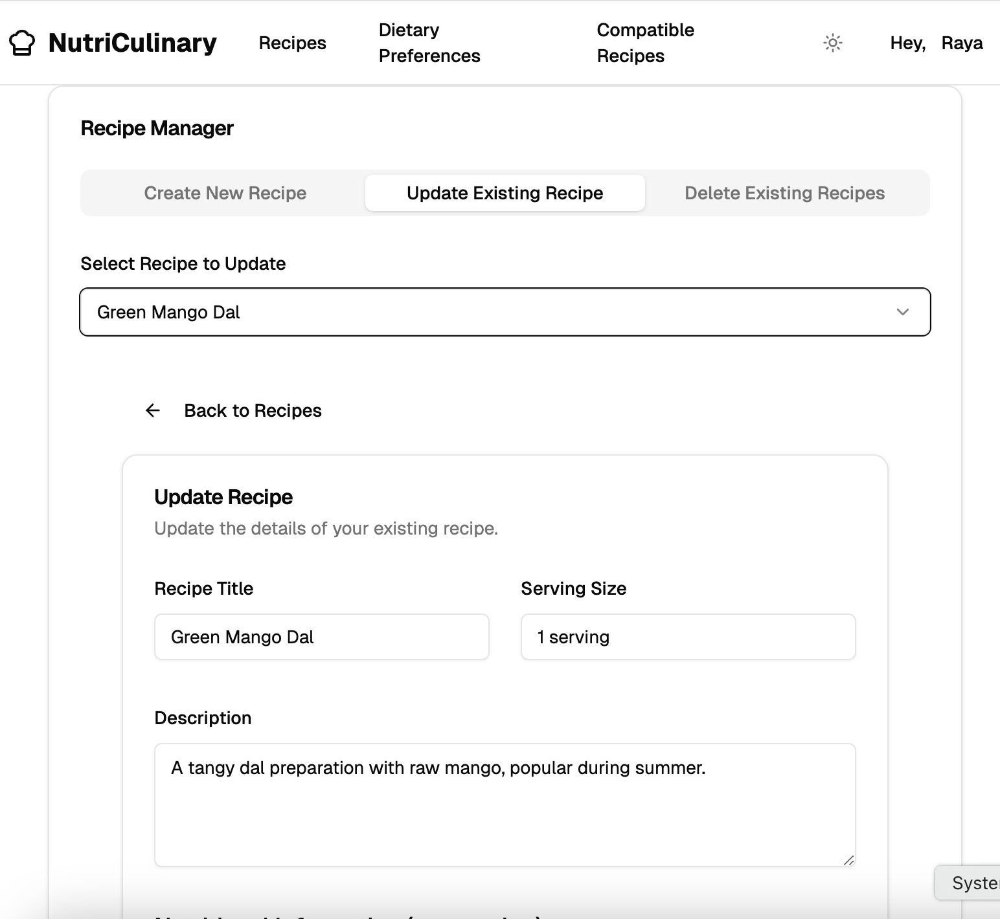 NutriCulinary
Recipes
Dietary
Preferences
Compatible
Recipes
Hey, Raya
Recipe Manager
Create New Recipe
Update Existing Recipe
Delete Existing Recipes
Select Recipe to Update
Green Mango Dal
Back to Recipes
Update Recipe
Update the details of your existing recipe.
Recipe Title
Serving Size
Green Mango Dal
1 serving
Description
A tangy dal preparation with raw mango, popular during summer.